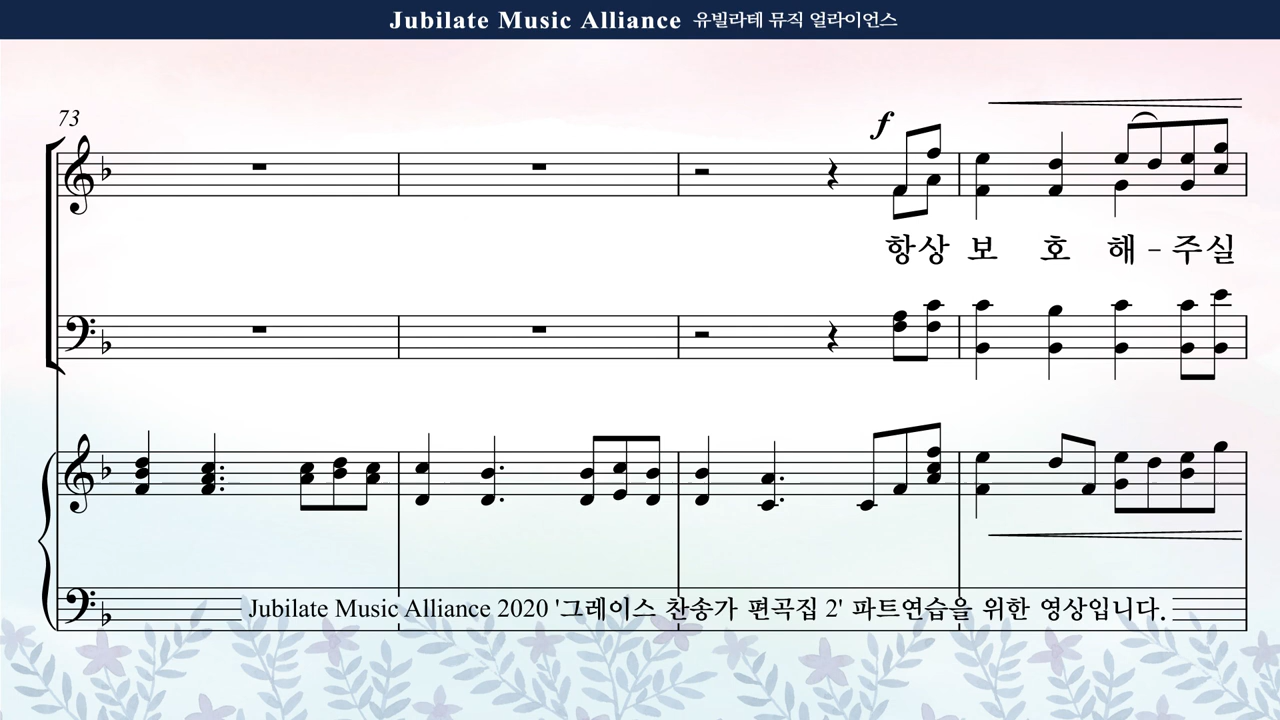 Jubilate Music Alliance 유빌라테 뮤직 얼라이언스
73
f
항상 보 호 해 - 주 실
Jubilate Music Alliance 2020 '그레이스 찬송가 편곡집 2' 파트연습을 위한 영상입니다.